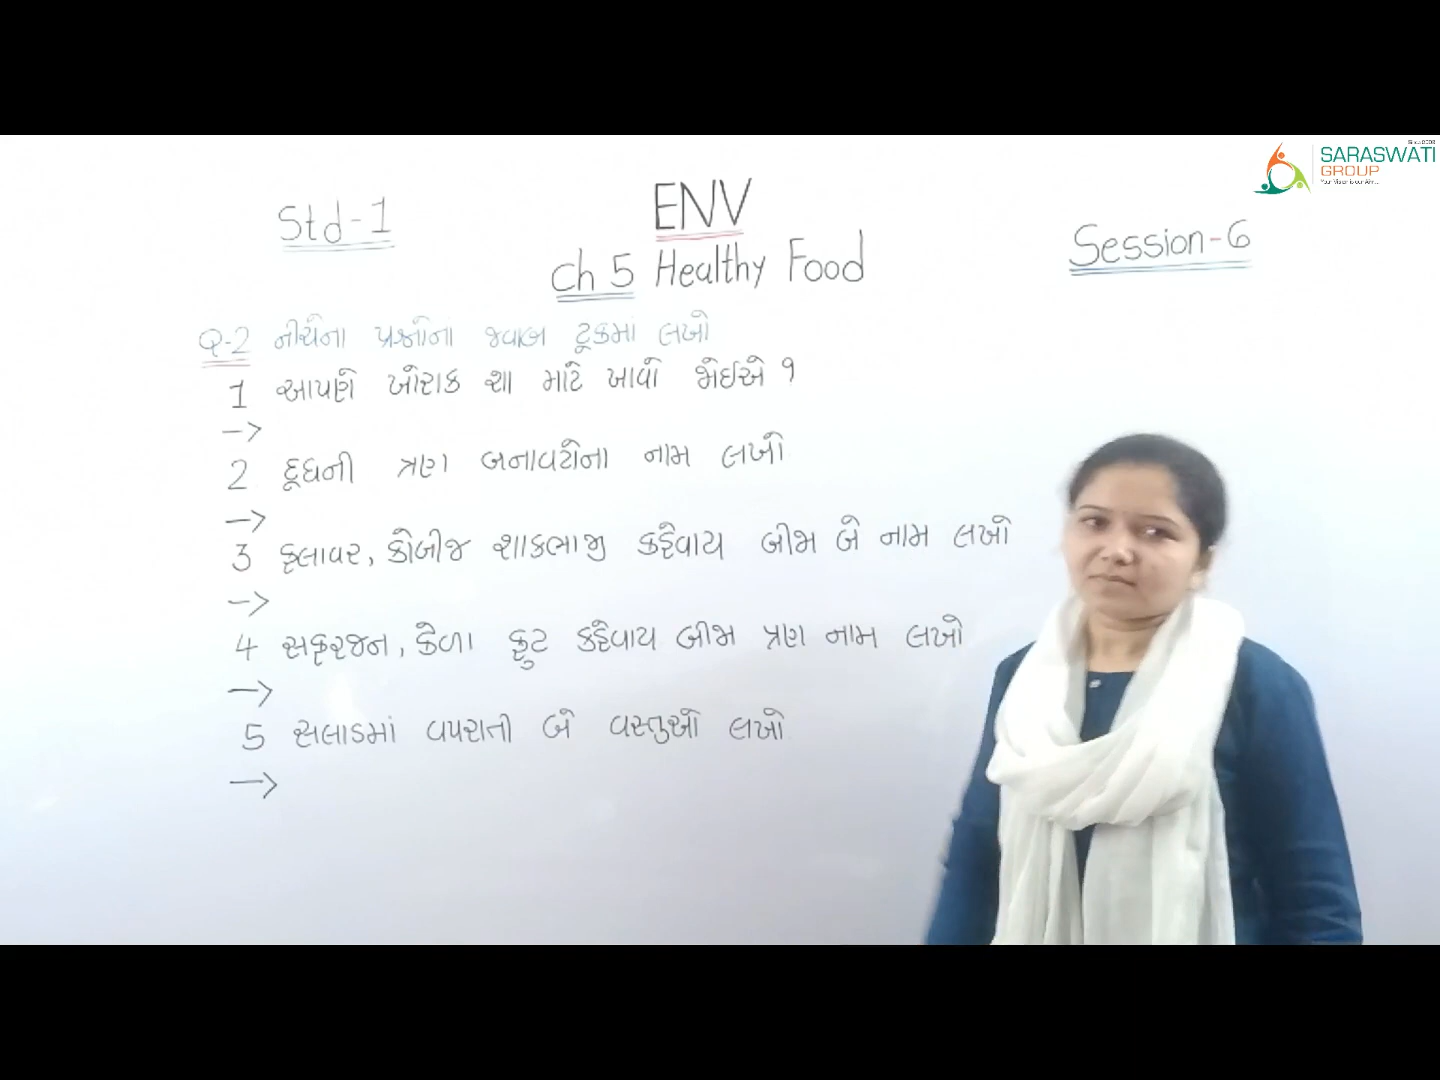 SARASWATI
GROUP
Std-1
ENV
Session-6
Ch 5 Healthy Food
Q-2 નીચેના પ્રશ્નોના જવાબ ટૂકમાં લખો
1 આપણે ખોરાક શા માટે ખાવો જોઈએ ?
->
2 દૂધની ત્રણ બનાવટોના નામ લખો
->
3 ફલાવર, કોબીજ શાકભાજી કહેવાય બીજા બે નામ લખો
->
4 સફરજન, કેળા ફ્રુટ કહેવાય બીજા ત્રણ નામ લખો
->
5 સલાડમાં વપરાતી બે વસ્તુઓ લખો
->